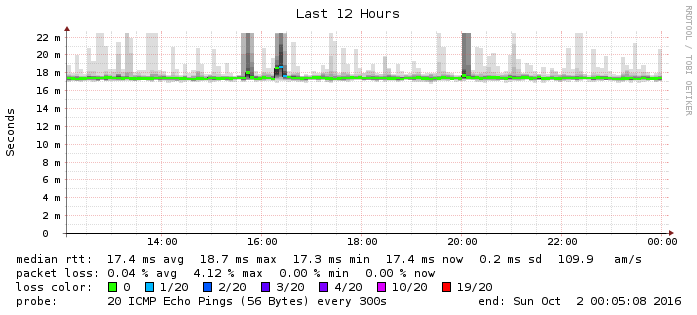 Last 12 Hours
RRDTOOL / TOBI OETIKER
Seconds
22 m
20 m
18 m
16 m
14 m
12 m
10 m
8 m
6 m
4 m
2 m
0
14:00 16:00 18:00 20:00 22:00 00:00
median rtt: 17.4 ms avg 18.7 ms max 17.3 ms min 17.4 ms now 0.2 ms sd 109.9 am/s
packet loss: 0.04 % avg 4.12 % max 0.00 % min 0.00 % now
loss color: 0 1/20 2/20 3/20 4/20 10/20 19/20
probe: 20 ICMP Echo Pings (56 Bytes) every 300s end: Sun Oct 2 00:05:08 2016